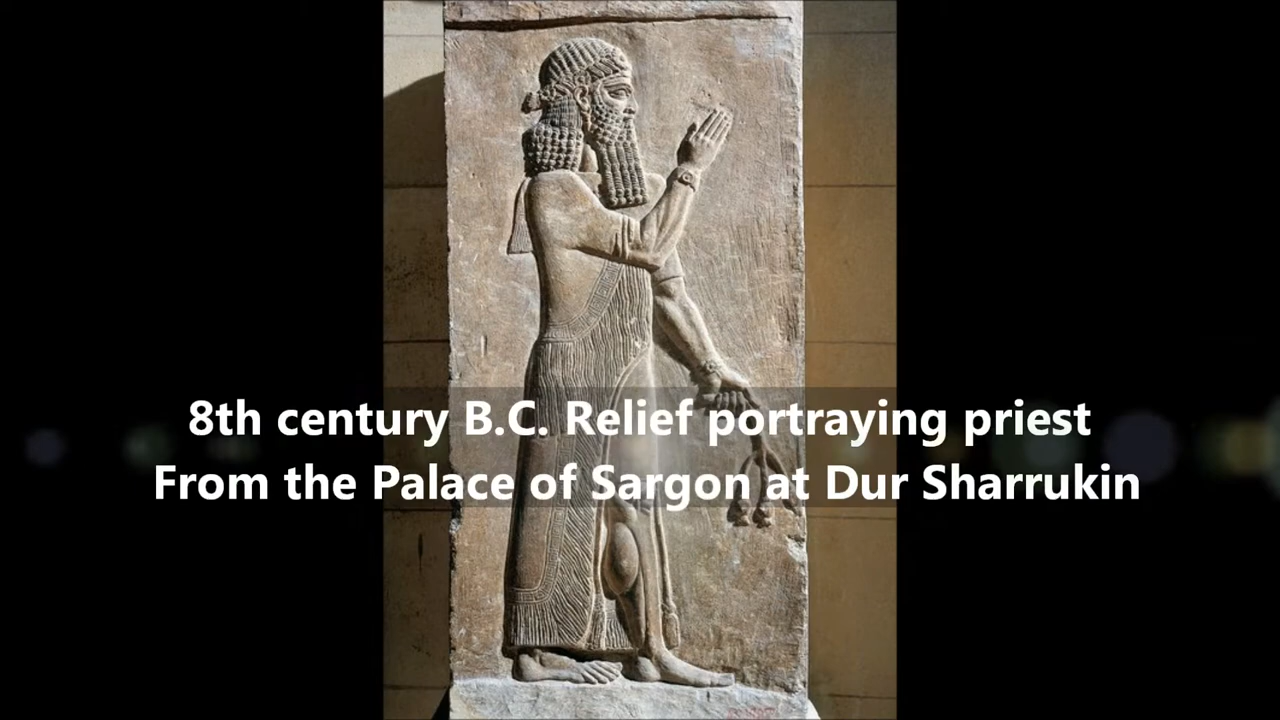 8th century B.C. Relief portraying priest
From the Palace of Sargon at Dur Sharrukin